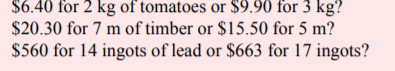 $6.40 for 2 kg of tomatoes or $9.90 for 3 kg?
$20.30 for 7 m of timber or $15.50 for 5 m?
$560 for 14 ingots of lead or $663 for 17 ingots?